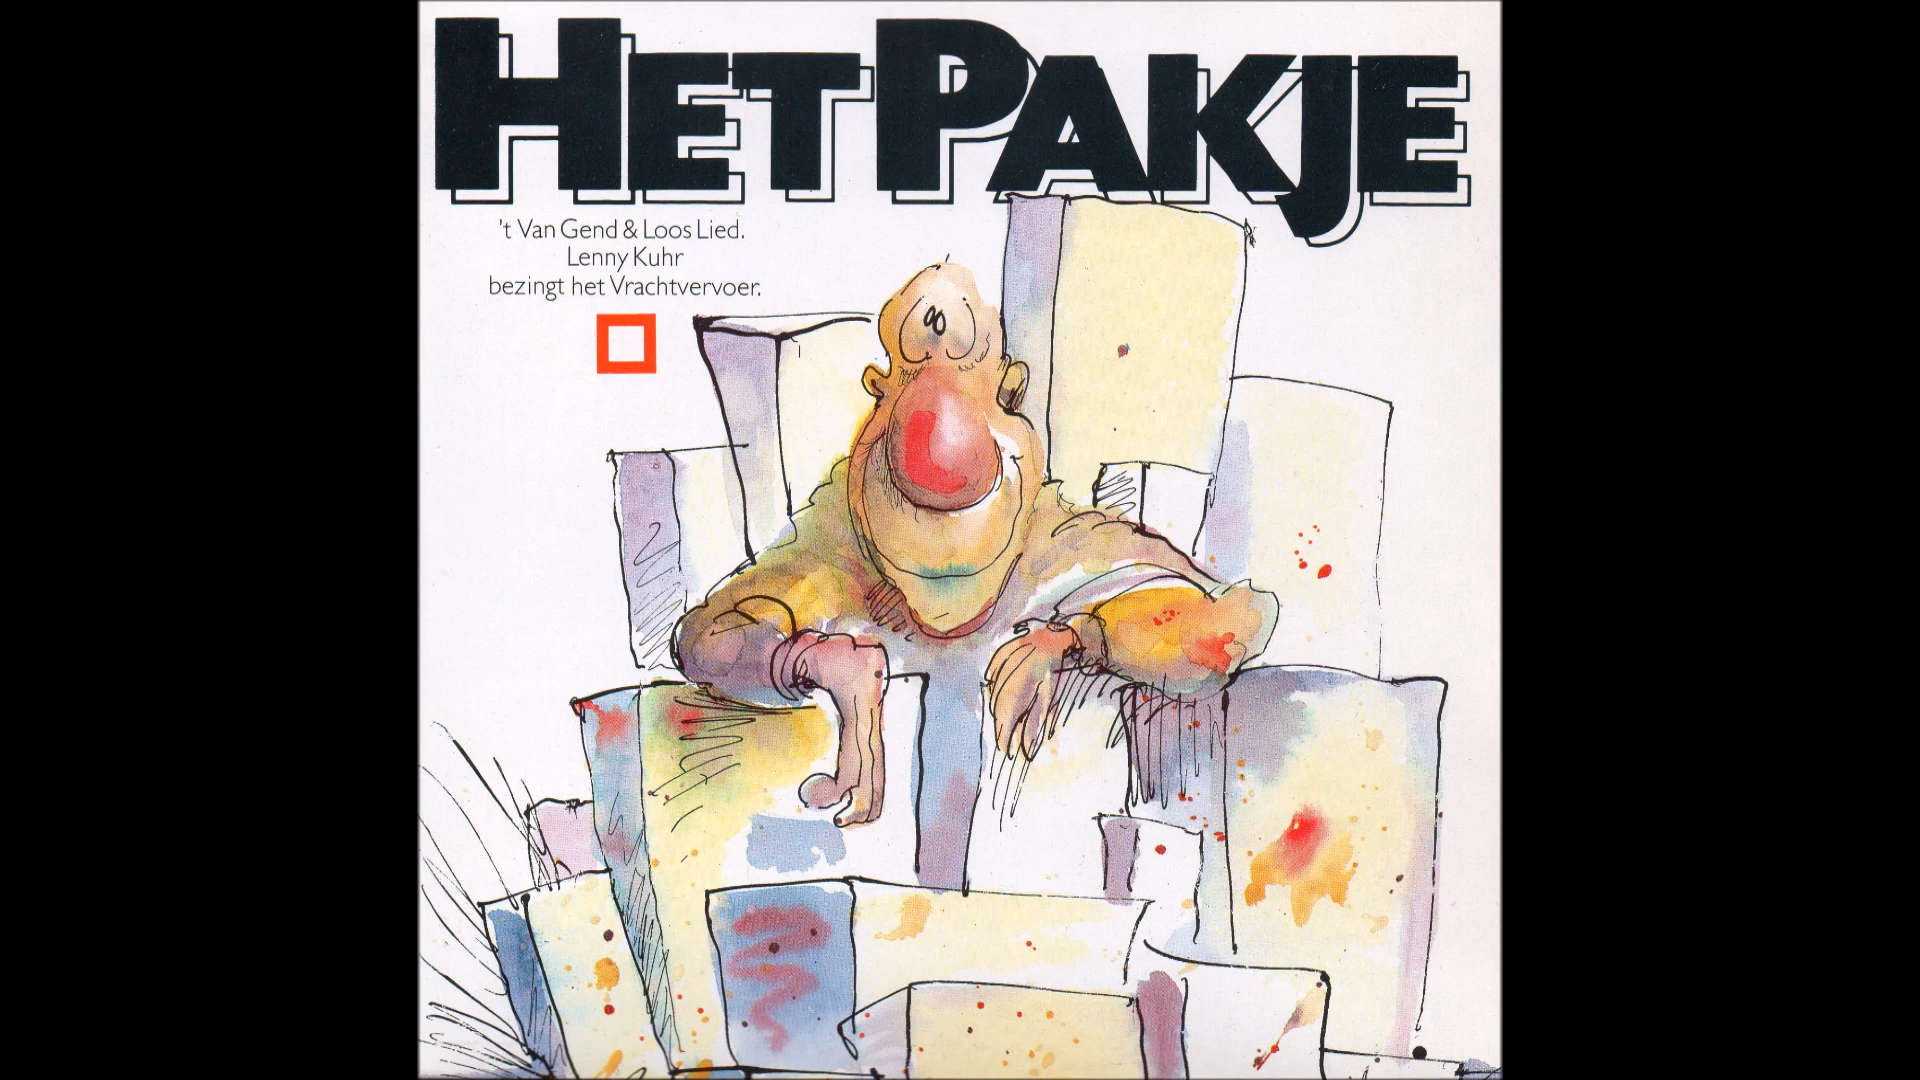 HET PAKJE
't Van Gend & Loos Lied.
Lenny Kuhr
bezingt het Vrachtvervoer.